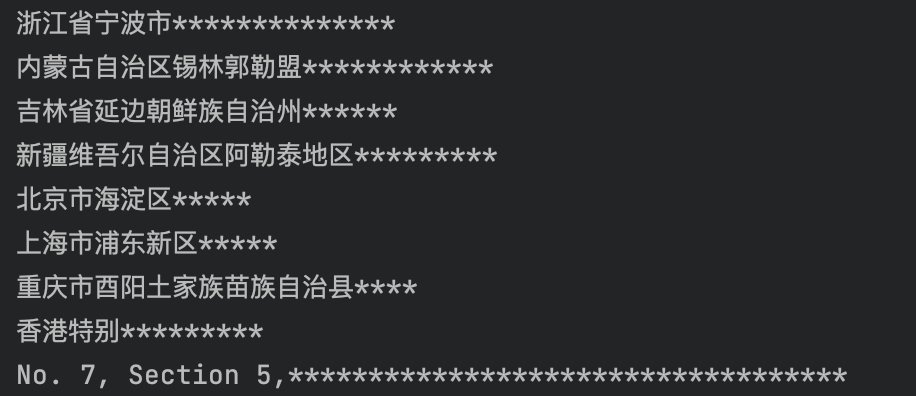 浙江省宁波市**************
内蒙古自治区锡林郭勒盟************
吉林省延边朝鲜族自治州******
新疆维吾尔自治区阿勒泰地区*********
北京市海淀区*****
上海市浦东新区*****
重庆市酉阳土家族苗族自治县****
香港特别*********
No. 7, Section 5,***********************************